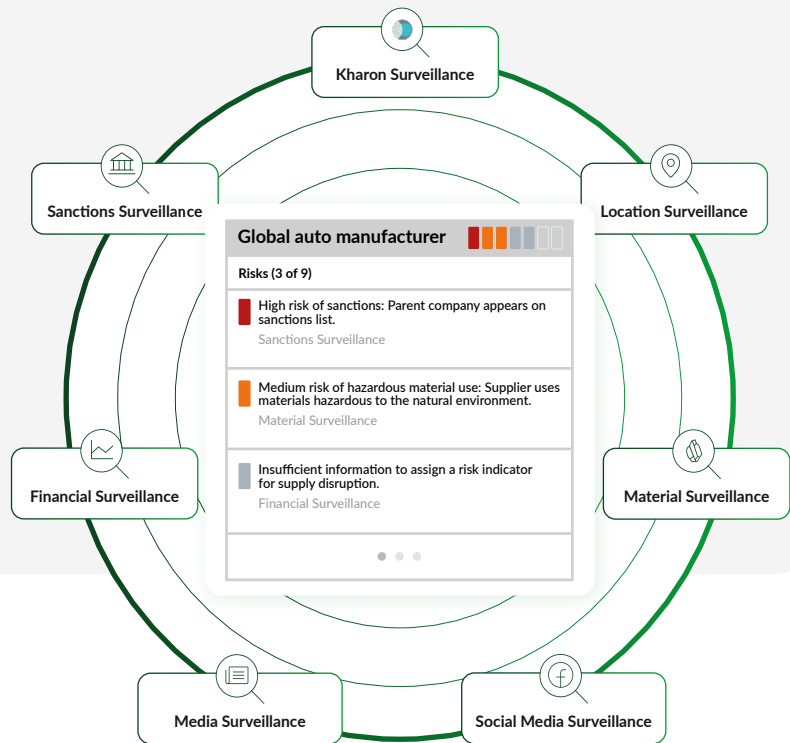 Kharon Surveillance
Sanctions Surveillance
Location Surveillance
Global auto manufacturer
Risks (3 of 9)
High risk of sanctions: Parent company appears on
sanctions list.
Sanctions Surveillance
Medium risk of hazardous material use: Supplier uses
materials hazardous to the natural environment.
Material Surveillance
Insufficient information to assign a risk indicator
for supply disruption.
Financial Surveillance
Financial Surveillance
Material Surveillance
Media Surveillance
Social Media Surveillance